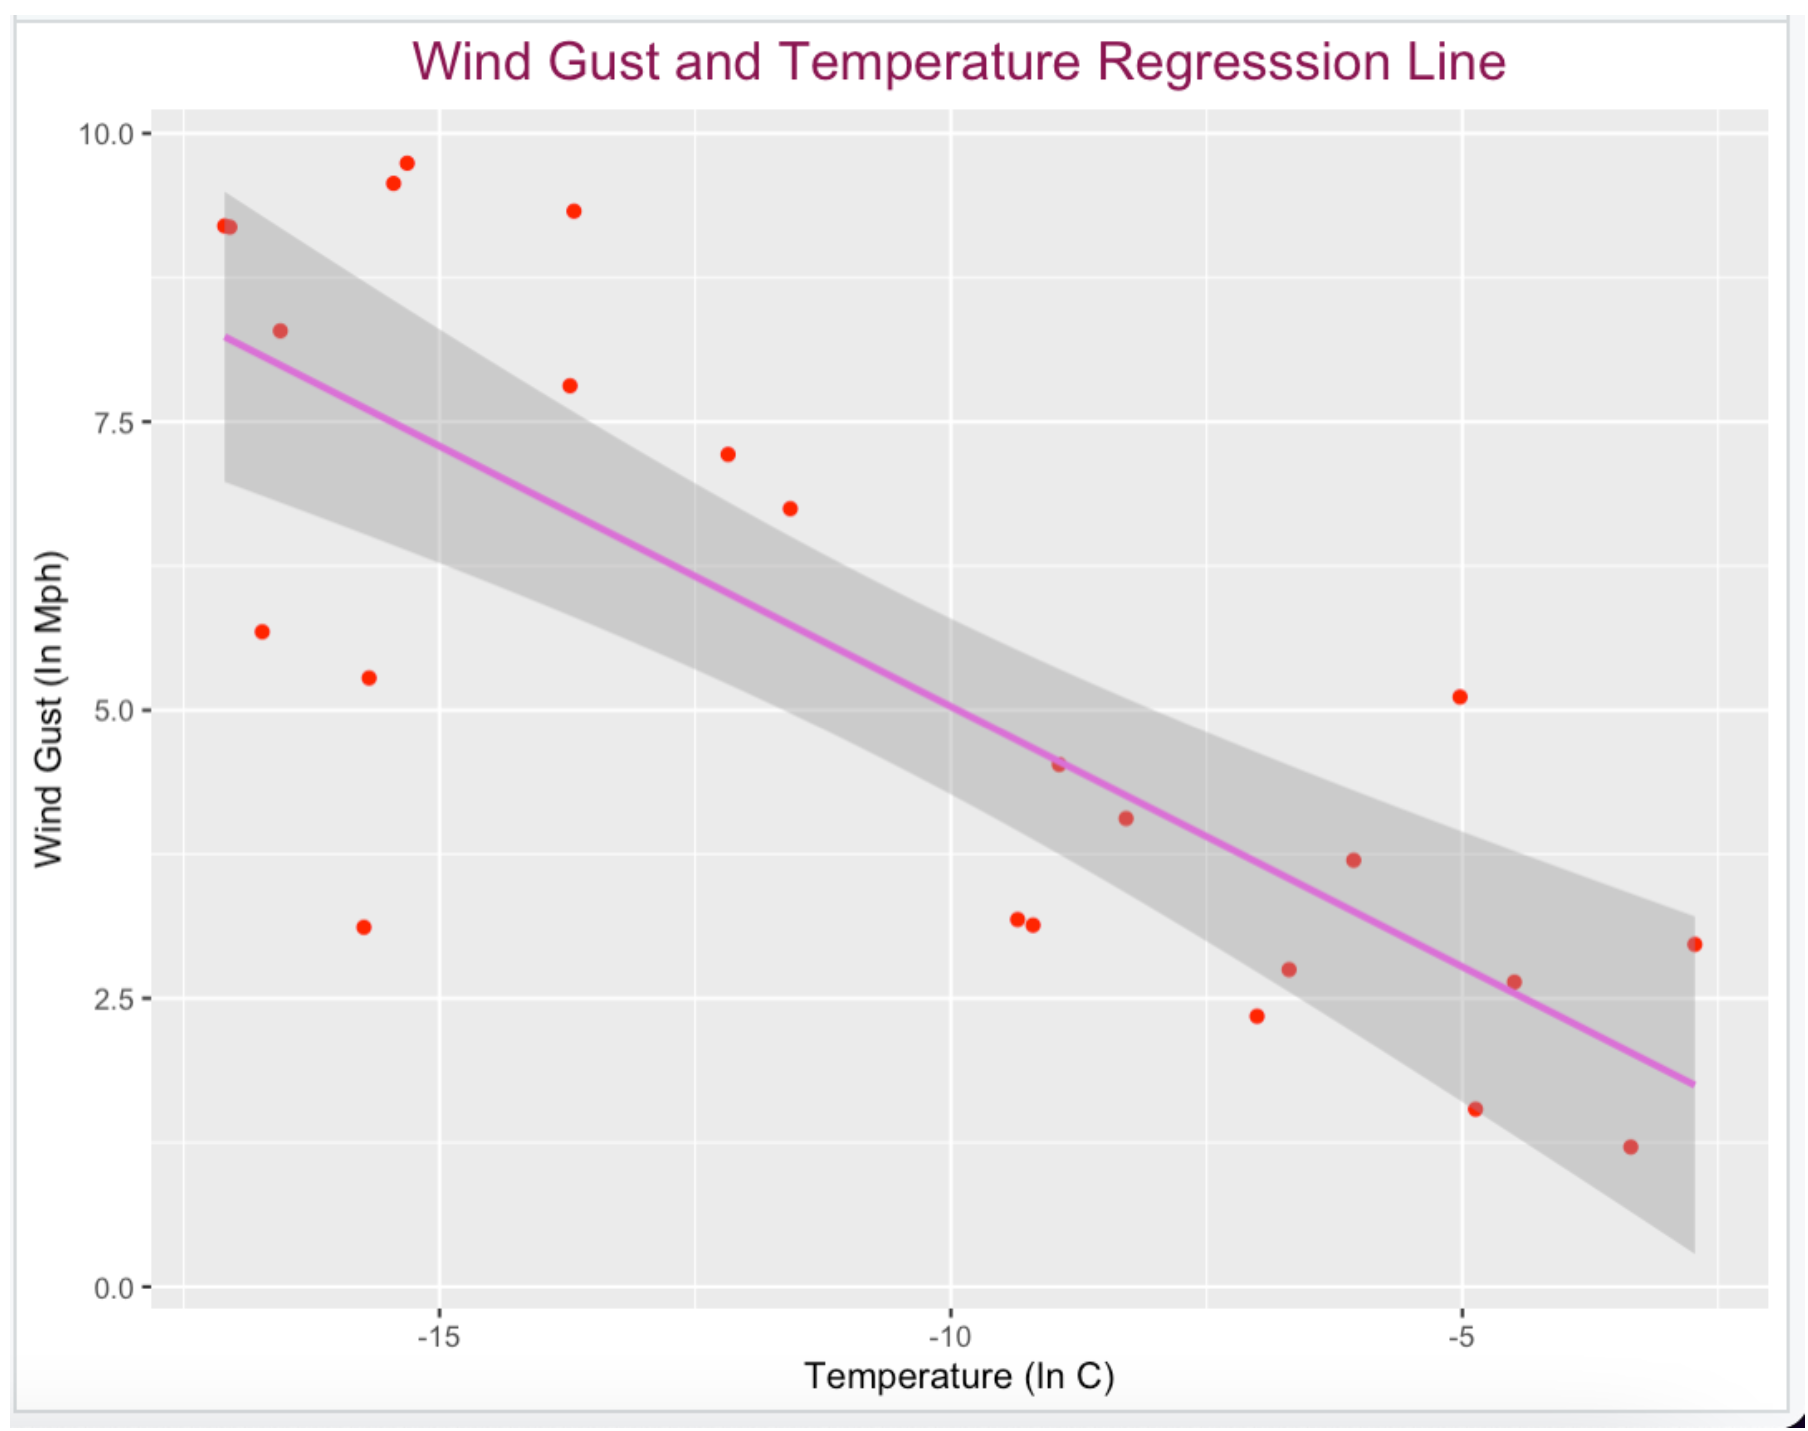 Wind Gust and Temperature Regresssion Line
10.0
7.5
5.0
2.5
0.0
Wind Gust (In Mph)
-15
-10
-5
Temperature (In C)